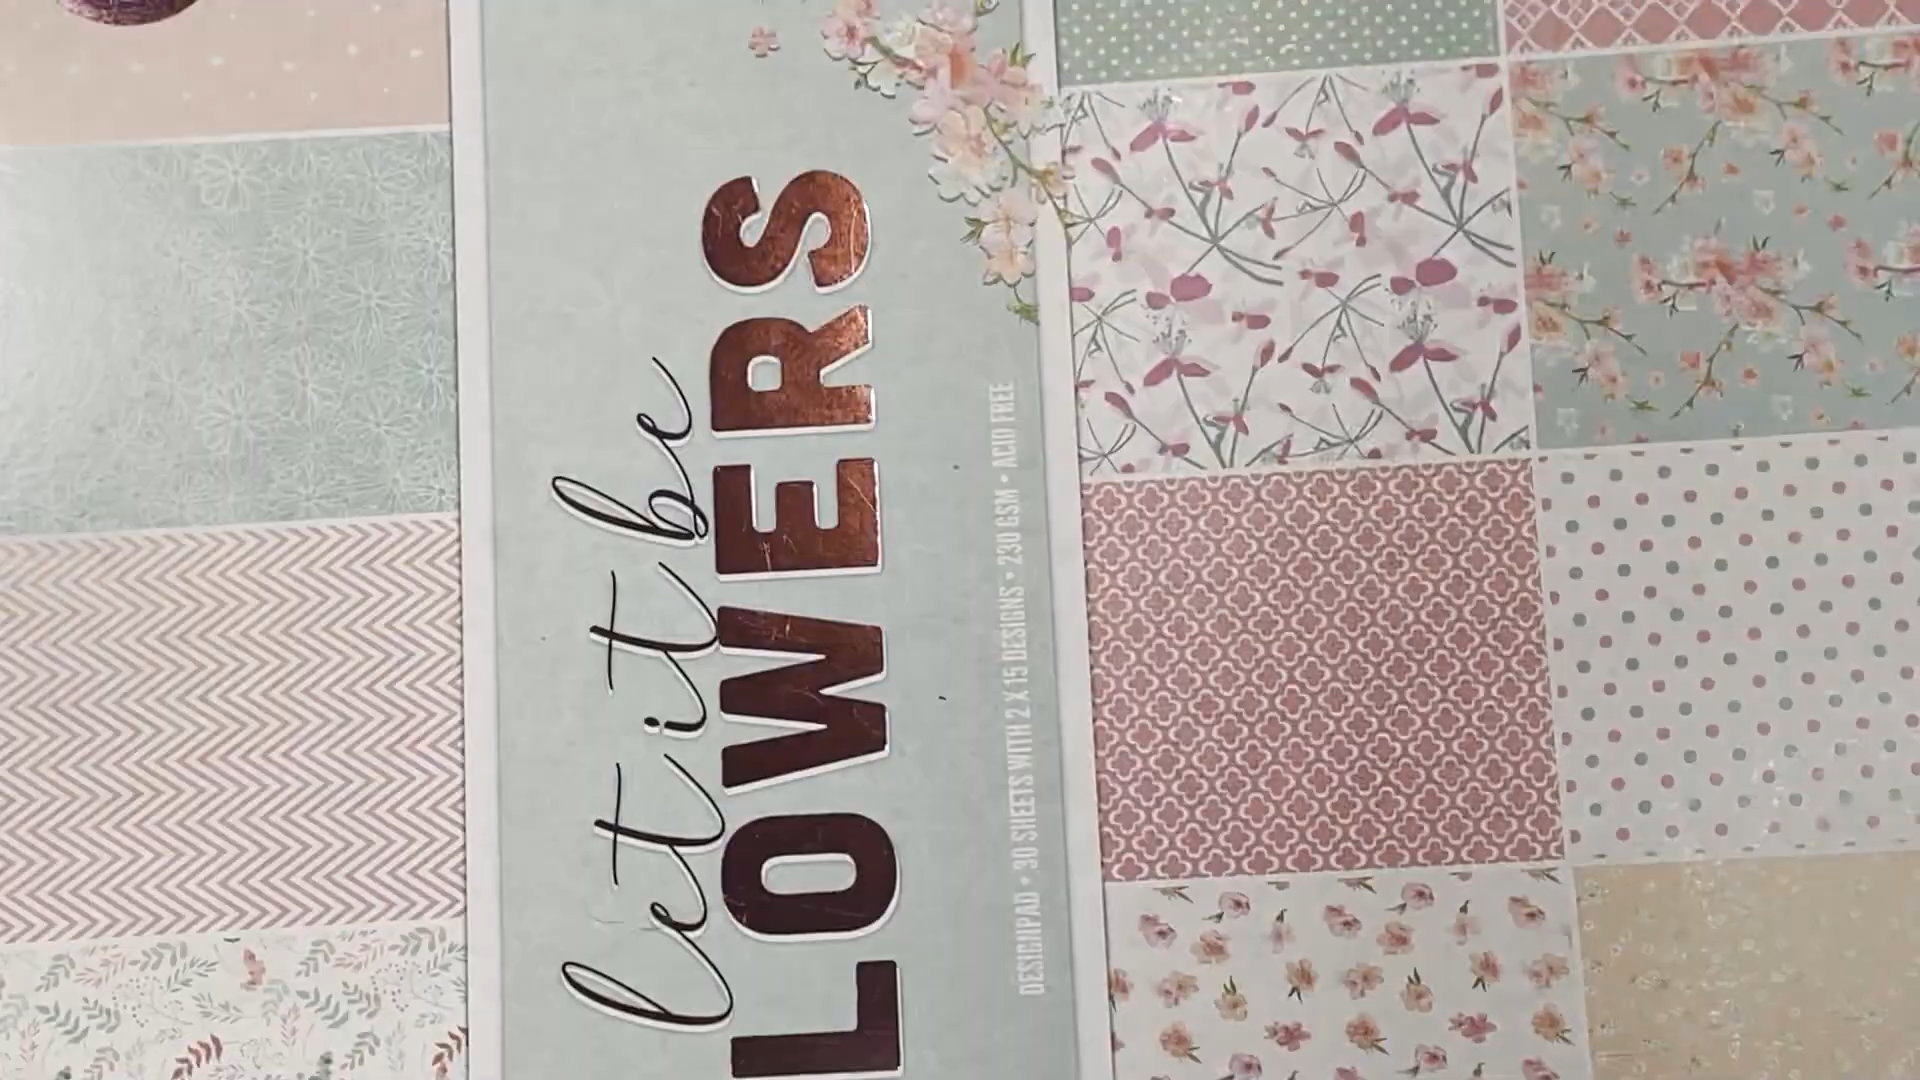 let it be
LOWERS
DESIGNPAD • 30 SHEETS WITH 2 X 15 DESIGNS • 230 GSM • ACID FREE